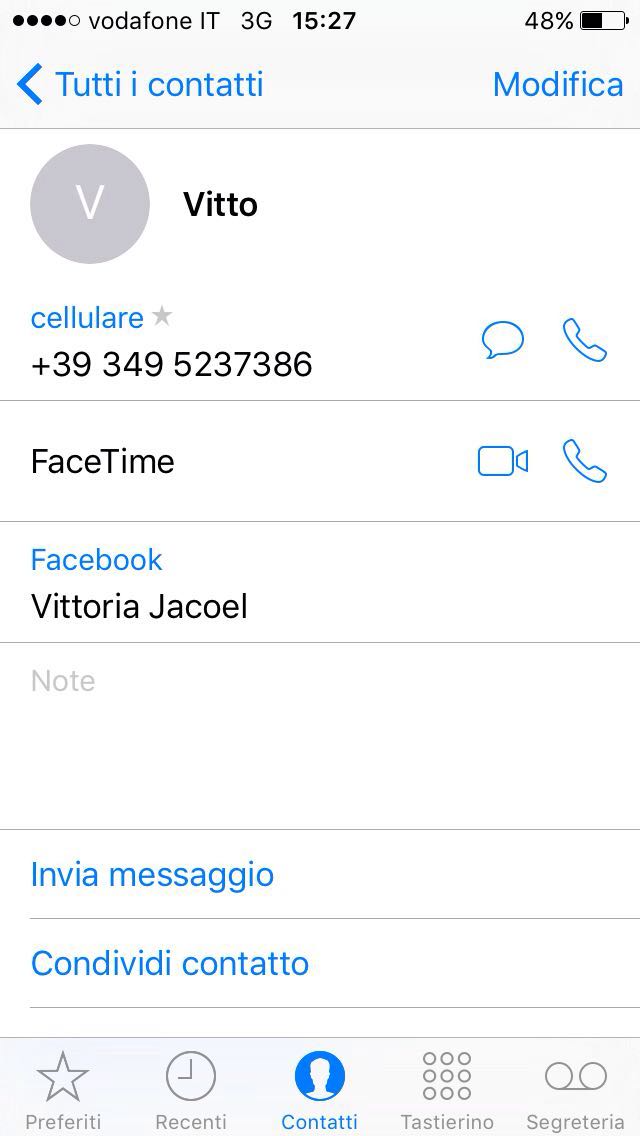 vodafone IT 3G 15:27 48%
Tutti i contatti Modifica
V Vitto
cellulare
+39 349 5237386
FaceTime
Facebook
Vittoria Jacoel
Note
Invia messaggio
Condividi contatto
Preferiti Recenti Contatti Tastierino Segreteria